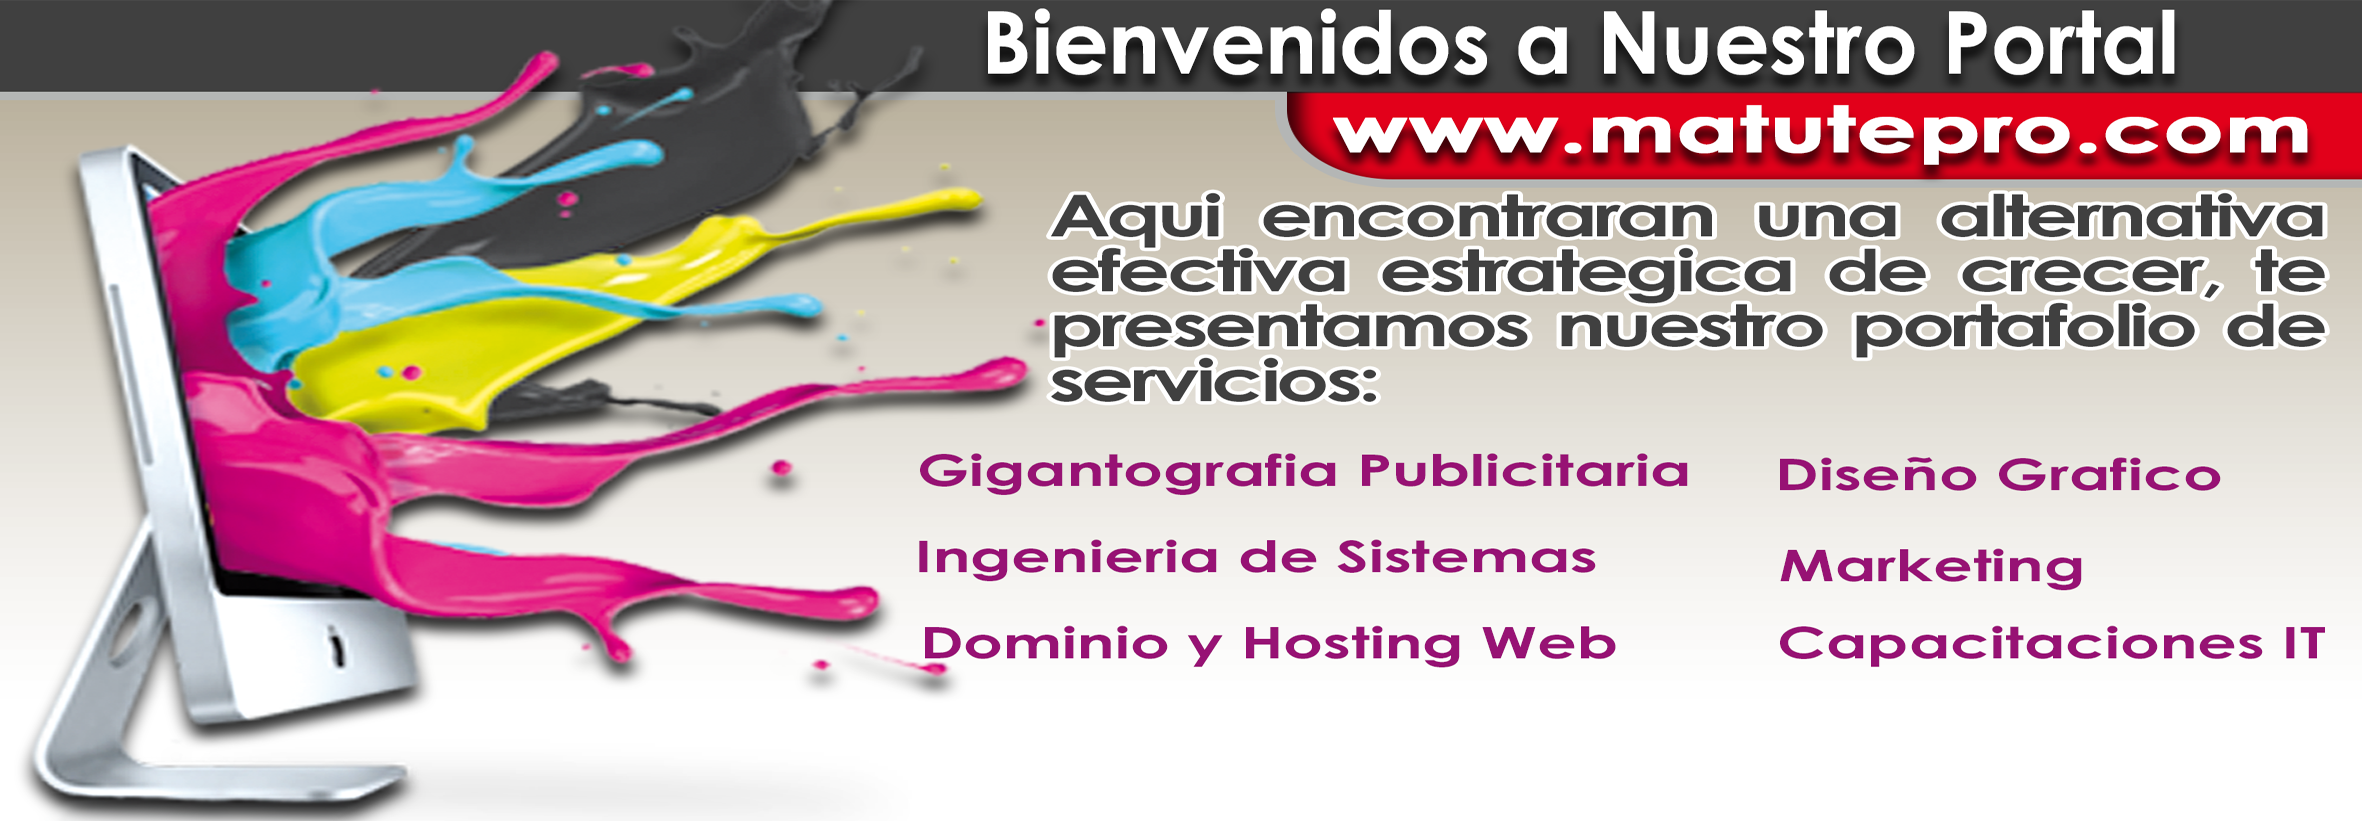 Bienvenidos a Nuestro Portal
www.matutepro.com
Aqui encontraran una alternativa
efectiva estrategica de crecer, te
presentamos nuestro portafolio de
servicios:
Gigantografia Publicitaria
Diseño Grafico
Ingenieria de Sistemas
Marketing
Dominio y Hosting Web
Capacitaciones IT